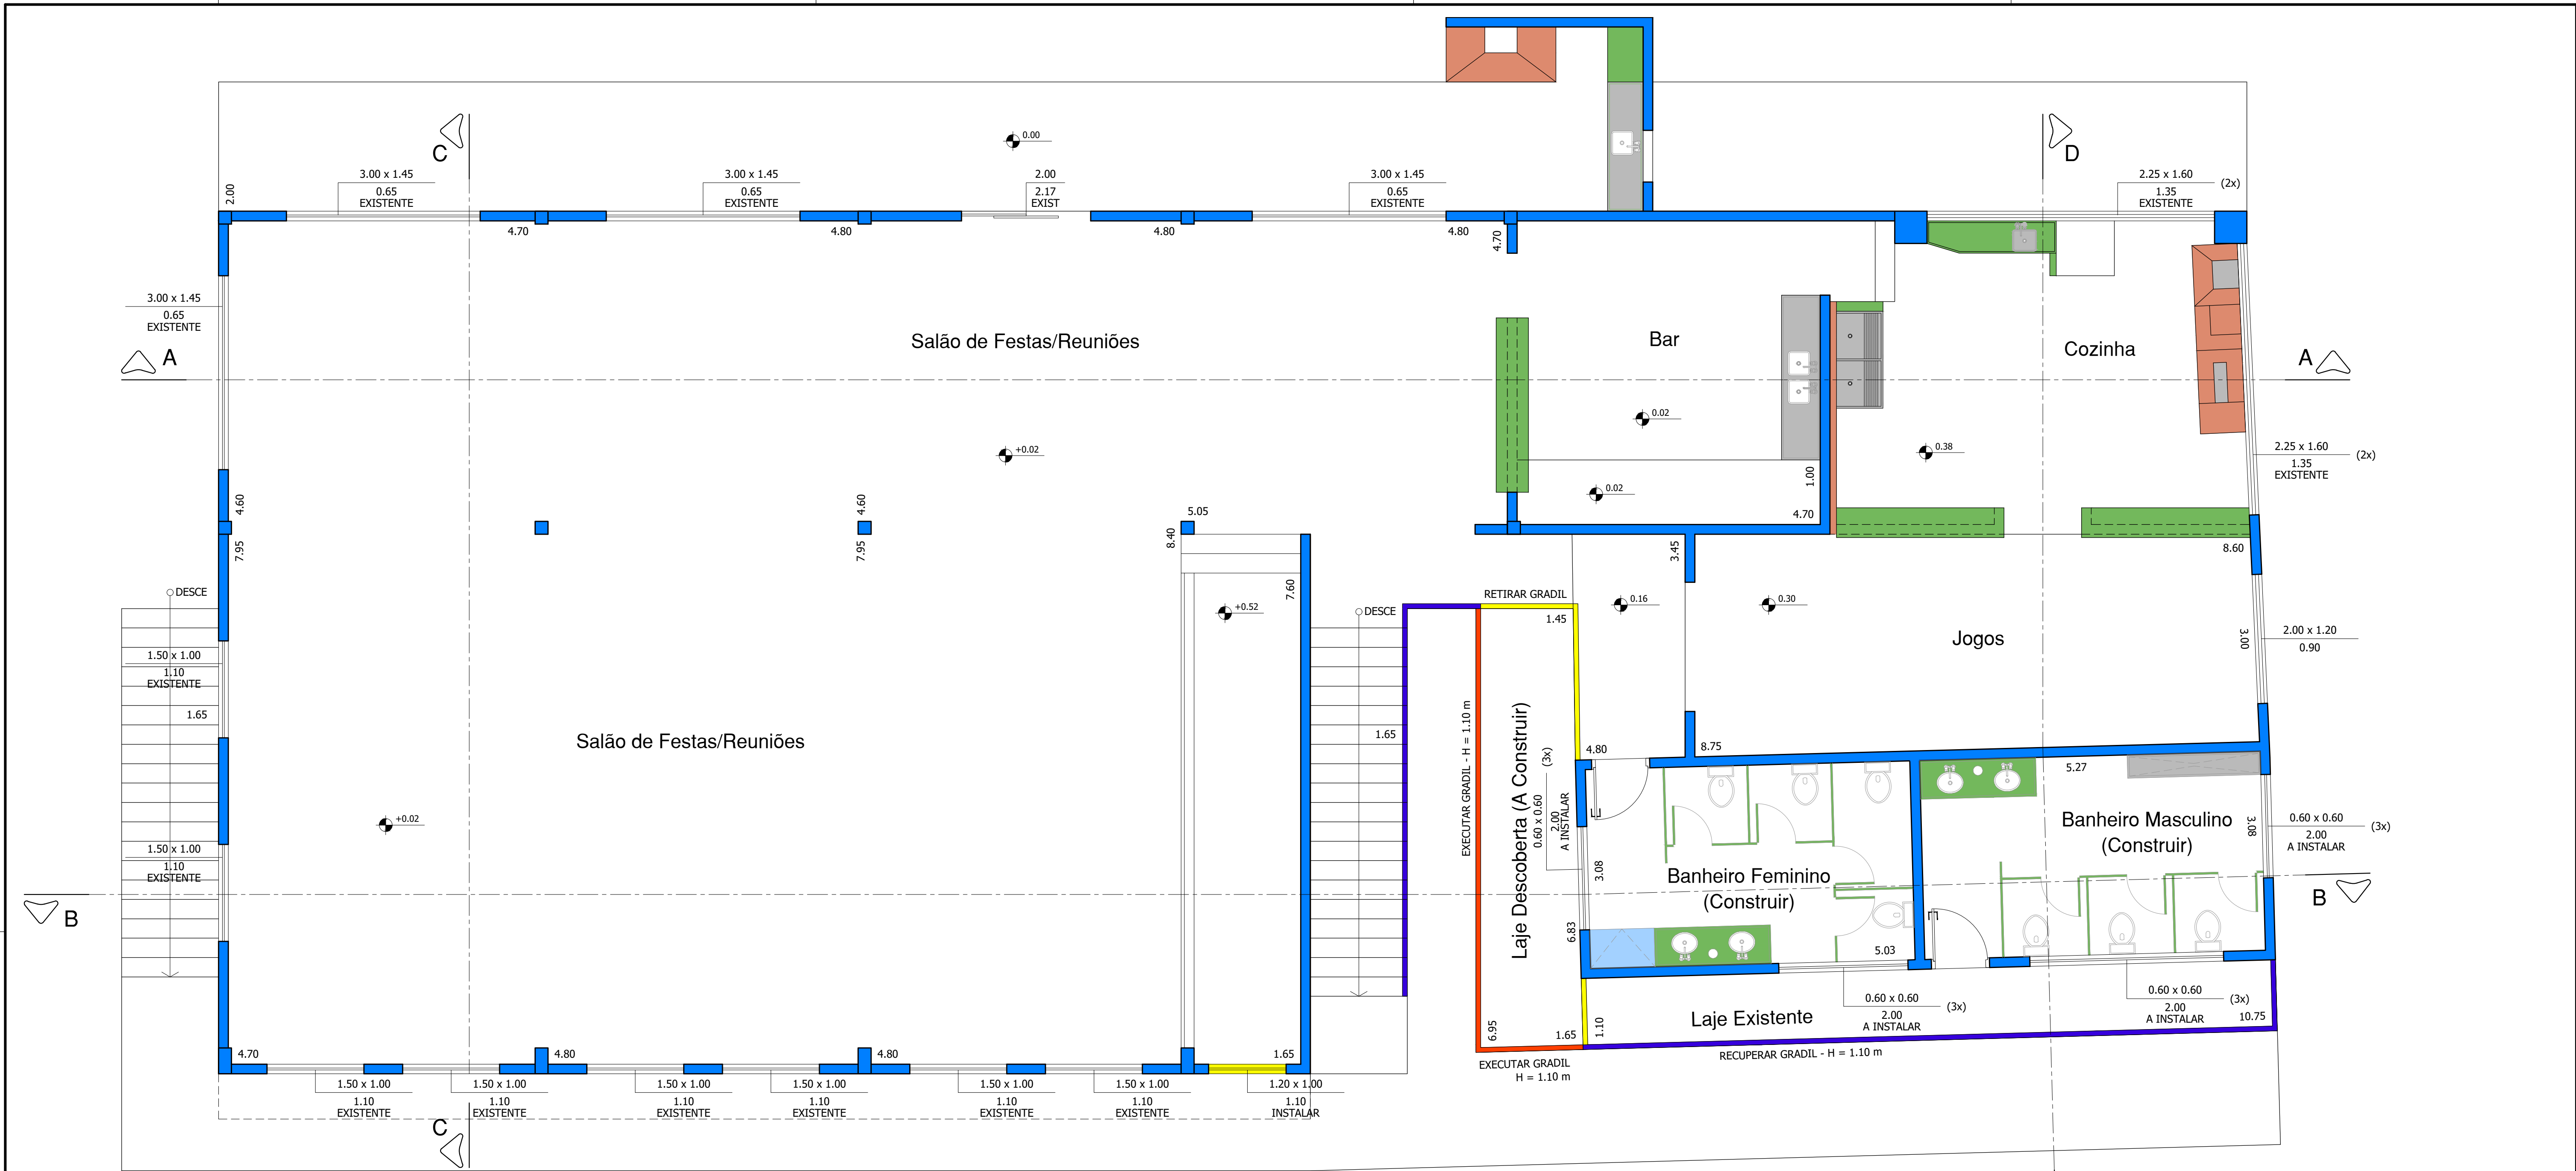 C
0.00
D
3.00 x 1.45
0.65
EXISTENTE
3.00 x 1.45
0.65
EXISTENTE
2.00
2.17
EXIST
3.00 x 1.45
0.65
EXISTENTE
2.25 x 1.60
(2x)
1.35
EXISTENTE
2.00
4.70
4.80
4.80
4.80
4.70
3.00 x 1.45
0.65
EXISTENTE
Salão de Festas/Reuniões
Bar
Cozinha
A
A
0.02
+0.02
0.38
2.25 x 1.60
(2x)
1.35
EXISTENTE
1.00
0.02
4.60
7.95
4.60
7.95
5.05
8.40
4.70
3.45
8.60
DESCE
7.60
+0.52
DESCE
RETIRAR GRADIL
1.45
0.16
0.30
Jogos
3.00
2.00 x 1.20
0.90
1.50 x 1.00
1.10
EXISTENTE
1.65
Salão de Festas/Reuniões
1.65
EXECUTAR GRADIL - H = 1.10 m
Laje Descoberta (A Construir)
0.60 x 0.60
(3x)
2.00
A INSTALAR
4.80
8.75
5.27
+0.02
Banheiro Masculino
(Construir)
3.08
0.60 x 0.60
(3x)
2.00
A INSTALAR
1.50 x 1.00
1.10
EXISTENTE
3.08
Banheiro Feminino
(Construir)
B
B
6.83
5.03
0.60 x 0.60
(3x)
2.00
A INSTALAR
0.60 x 0.60
(3x)
2.00
A INSTALAR
Laje Existente
10.75
6.95
1.65
1.10
4.70
4.80
4.80
1.65
EXECUTAR GRADIL
H = 1.10 m
RECUPERAR GRADIL - H = 1.10 m
1.50 x 1.00
1.10
EXISTENTE
1.50 x 1.00
1.10
EXISTENTE
1.50 x 1.00
1.10
EXISTENTE
1.50 x 1.00
1.10
EXISTENTE
1.50 x 1.00
1.10
EXISTENTE
1.50 x 1.00
1.10
EXISTENTE
1.20 x 1.00
1.10
INSTALAR
C